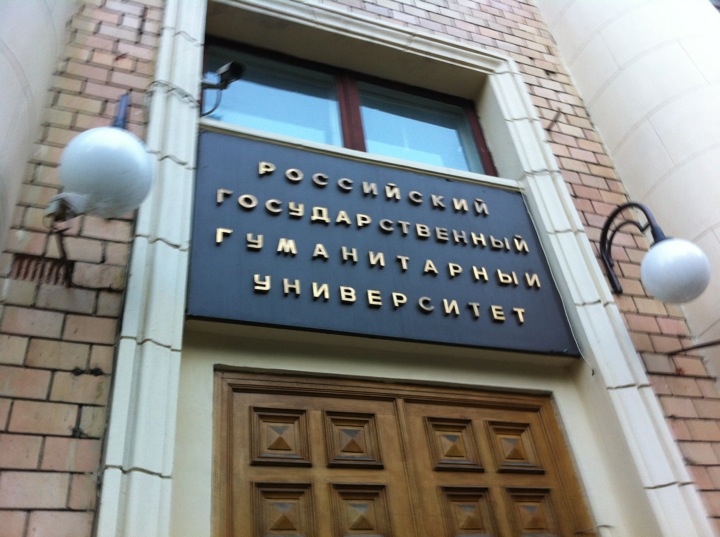 РОССИЙСКИЙ
ГОСУДАРСТВЕННЫЙ
ГУМАНИТАРНЫЙ
УНИВЕРСИТЕТ